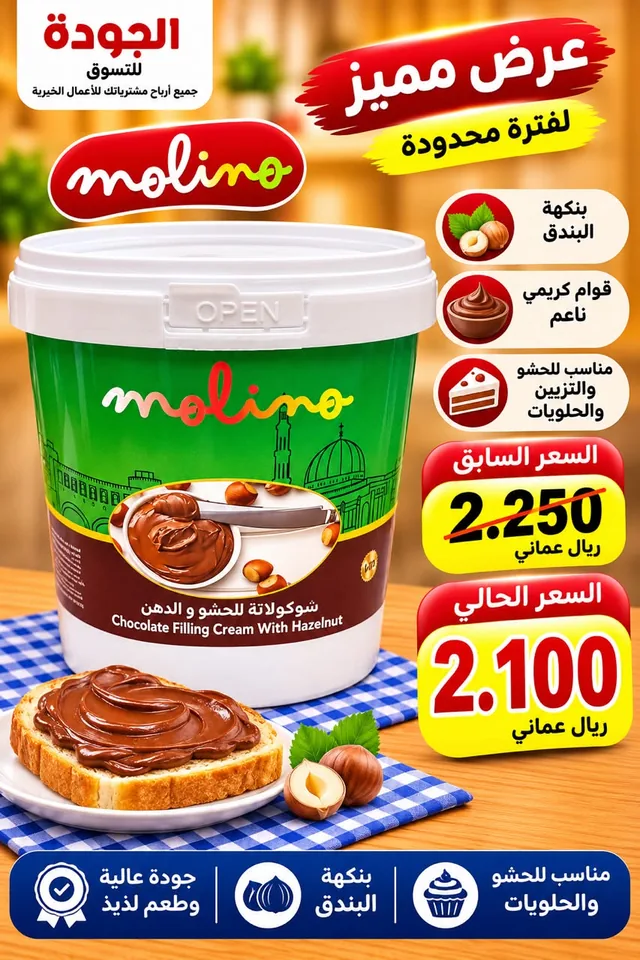 الجودة
للتسوق
جميع أرباح مشترياتك للأعمال الخيرية
عرض مميز
لفترة محدودة
molino
بنكهة
البندق
قوام كريمي
ناعم
مناسب للحشو
والتزيين
والحلويات
OPEN
molino
شوكولاتة للحشو و الدهن
Chocolate Filling Cream With Hazelnut
السعر السابق
2.250
ريال عماني
السعر الحالي
2.100
ريال عماني
مناسب للحشو
والحلويات
بنكهة
البندق
جودة عالية
وطعم لذيذ